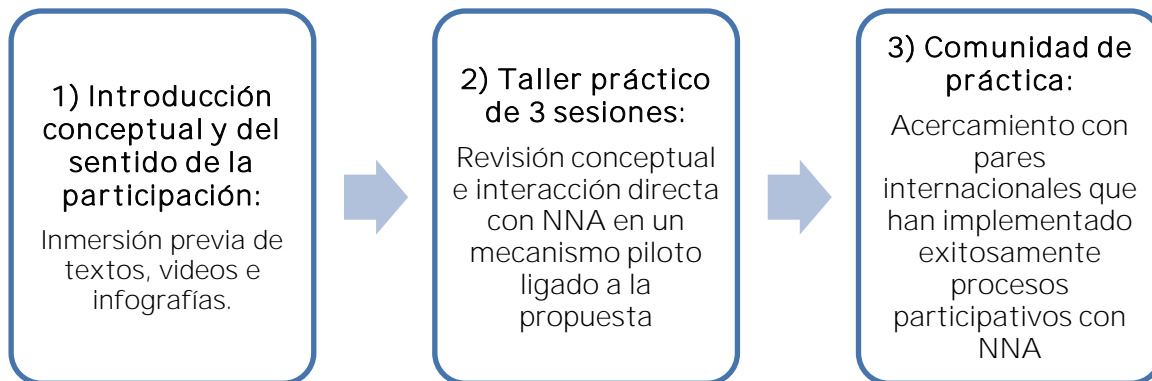 1) Introducción
conceptual y del
sentido de la
participación:
Inmersión previa de
textos, videos e
infografías.
2) Taller práctico
de 3 sesiones:
Revisión conceptual
e interacción directa
con NNA en un
mecanismo piloto
ligado a la
propuesta
3) Comunidad de
práctica:
Acercamiento con
pares
internacionales que
han implementado
exitosamente
procesos
participativos con
NNA